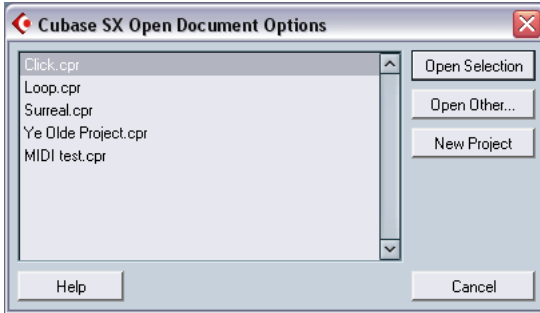 Cubase SX Open Document Options
Click.cpr
Loop.cpr
Surreal.cpr
Ye Olde Project.cpr
MIDI test.cpr
Open Selection
Open Other...
New Project
Help
Cancel